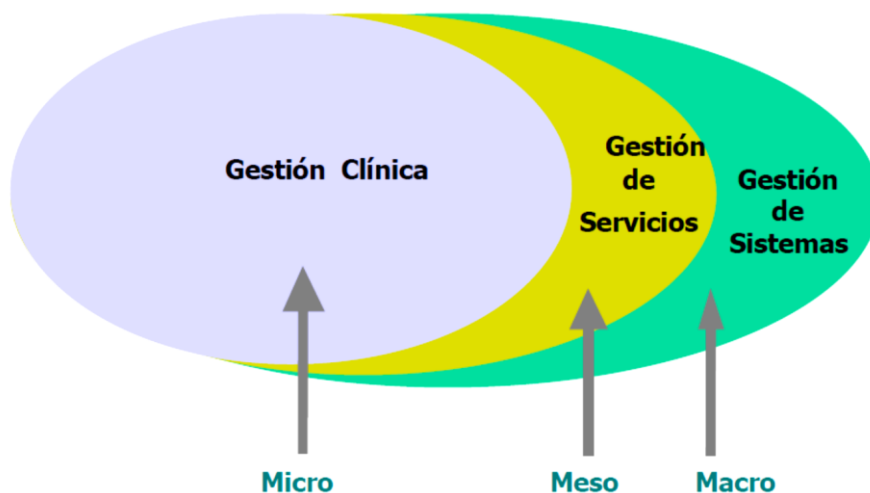 Gestión Clínica
Gestión
de
Servicios
Gestión
de
Sistemas
Micro
Meso
Macro